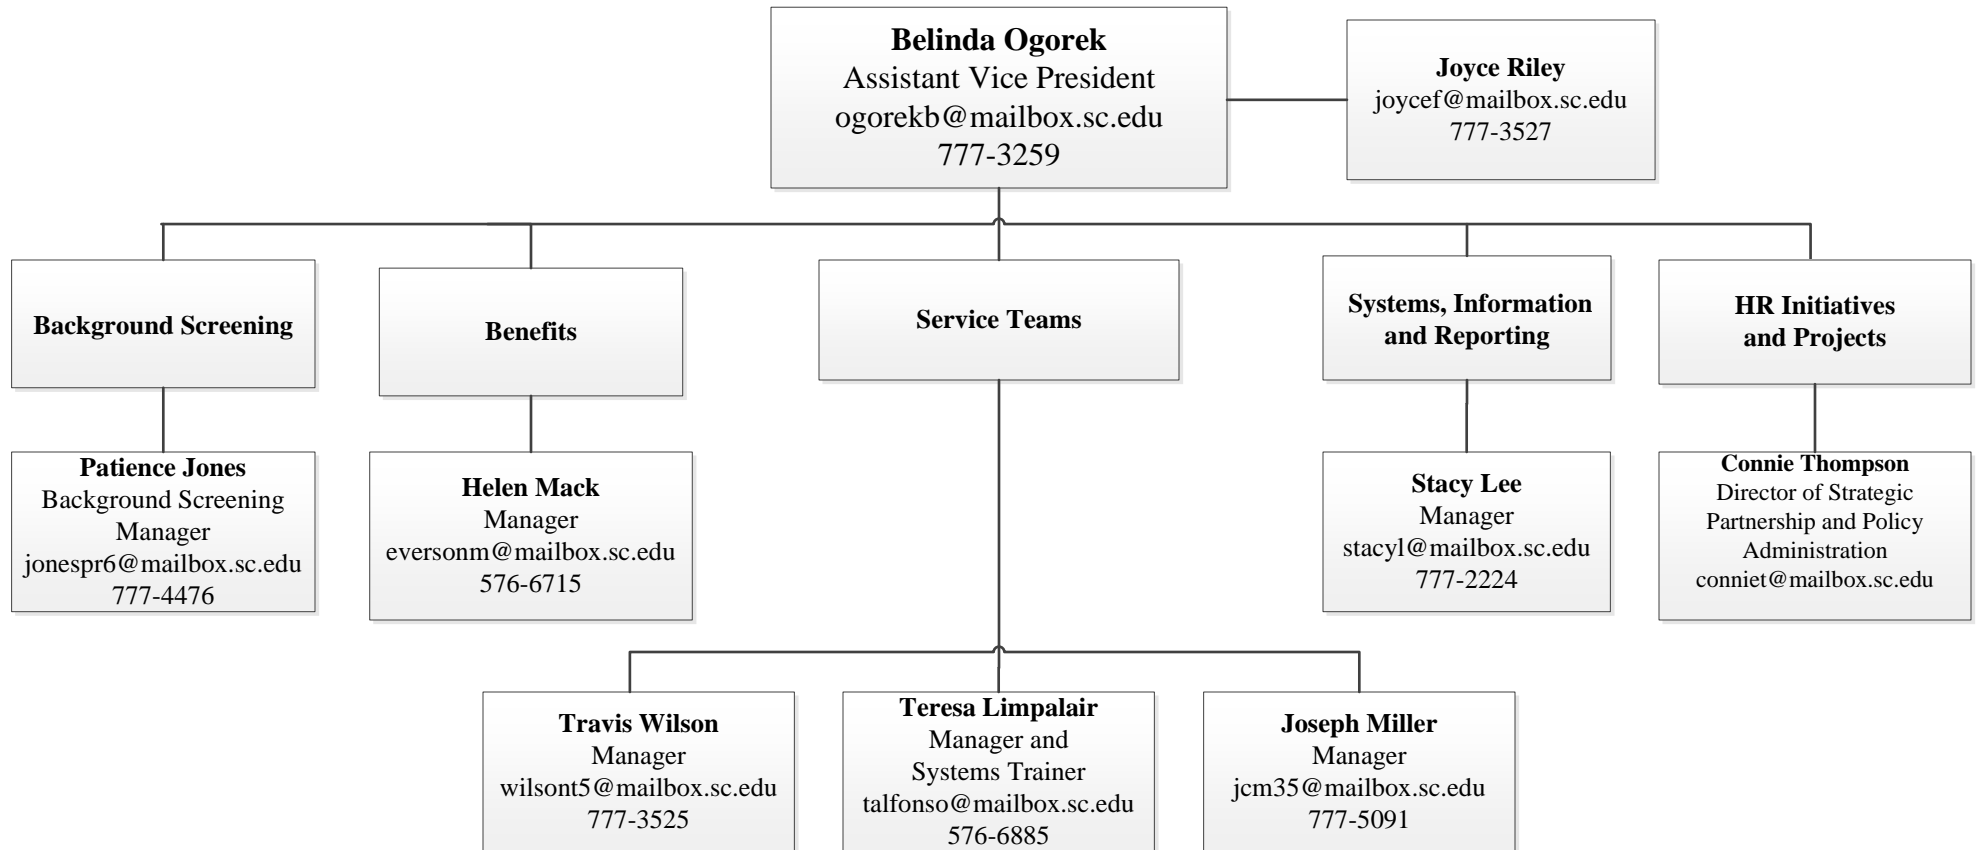 Belinda Ogorek
Assistant Vice President
ogorekb@mailbox.sc.edu
777-3259
Joyce Riley
joycef@mailbox.sc.edu
777-3527
Background Screening
Benefits
Service Teams
Systems, Information
and Reporting
HR Initiatives
and Projects
Patience Jones
Background Screening
Manager
jonespr6@mailbox.sc.edu
777-4476
Helen Mack
Manager
eversonm@mailbox.sc.edu
576-6715
Stacy Lee
Manager
stacyl@mailbox.sc.edu
777-2224
Connie Thompson
Director of Strategic
Partnership and Policy
Administration
conniet@mailbox.sc.edu
Travis Wilson
Manager
wilsont5@mailbox.sc.edu
777-3525
Teresa Limpalair
Manager and
Systems Trainer
talfonso@mailbox.sc.edu
576-6885
Joseph Miller
Manager
jcm35@mailbox.sc.edu
777-5091